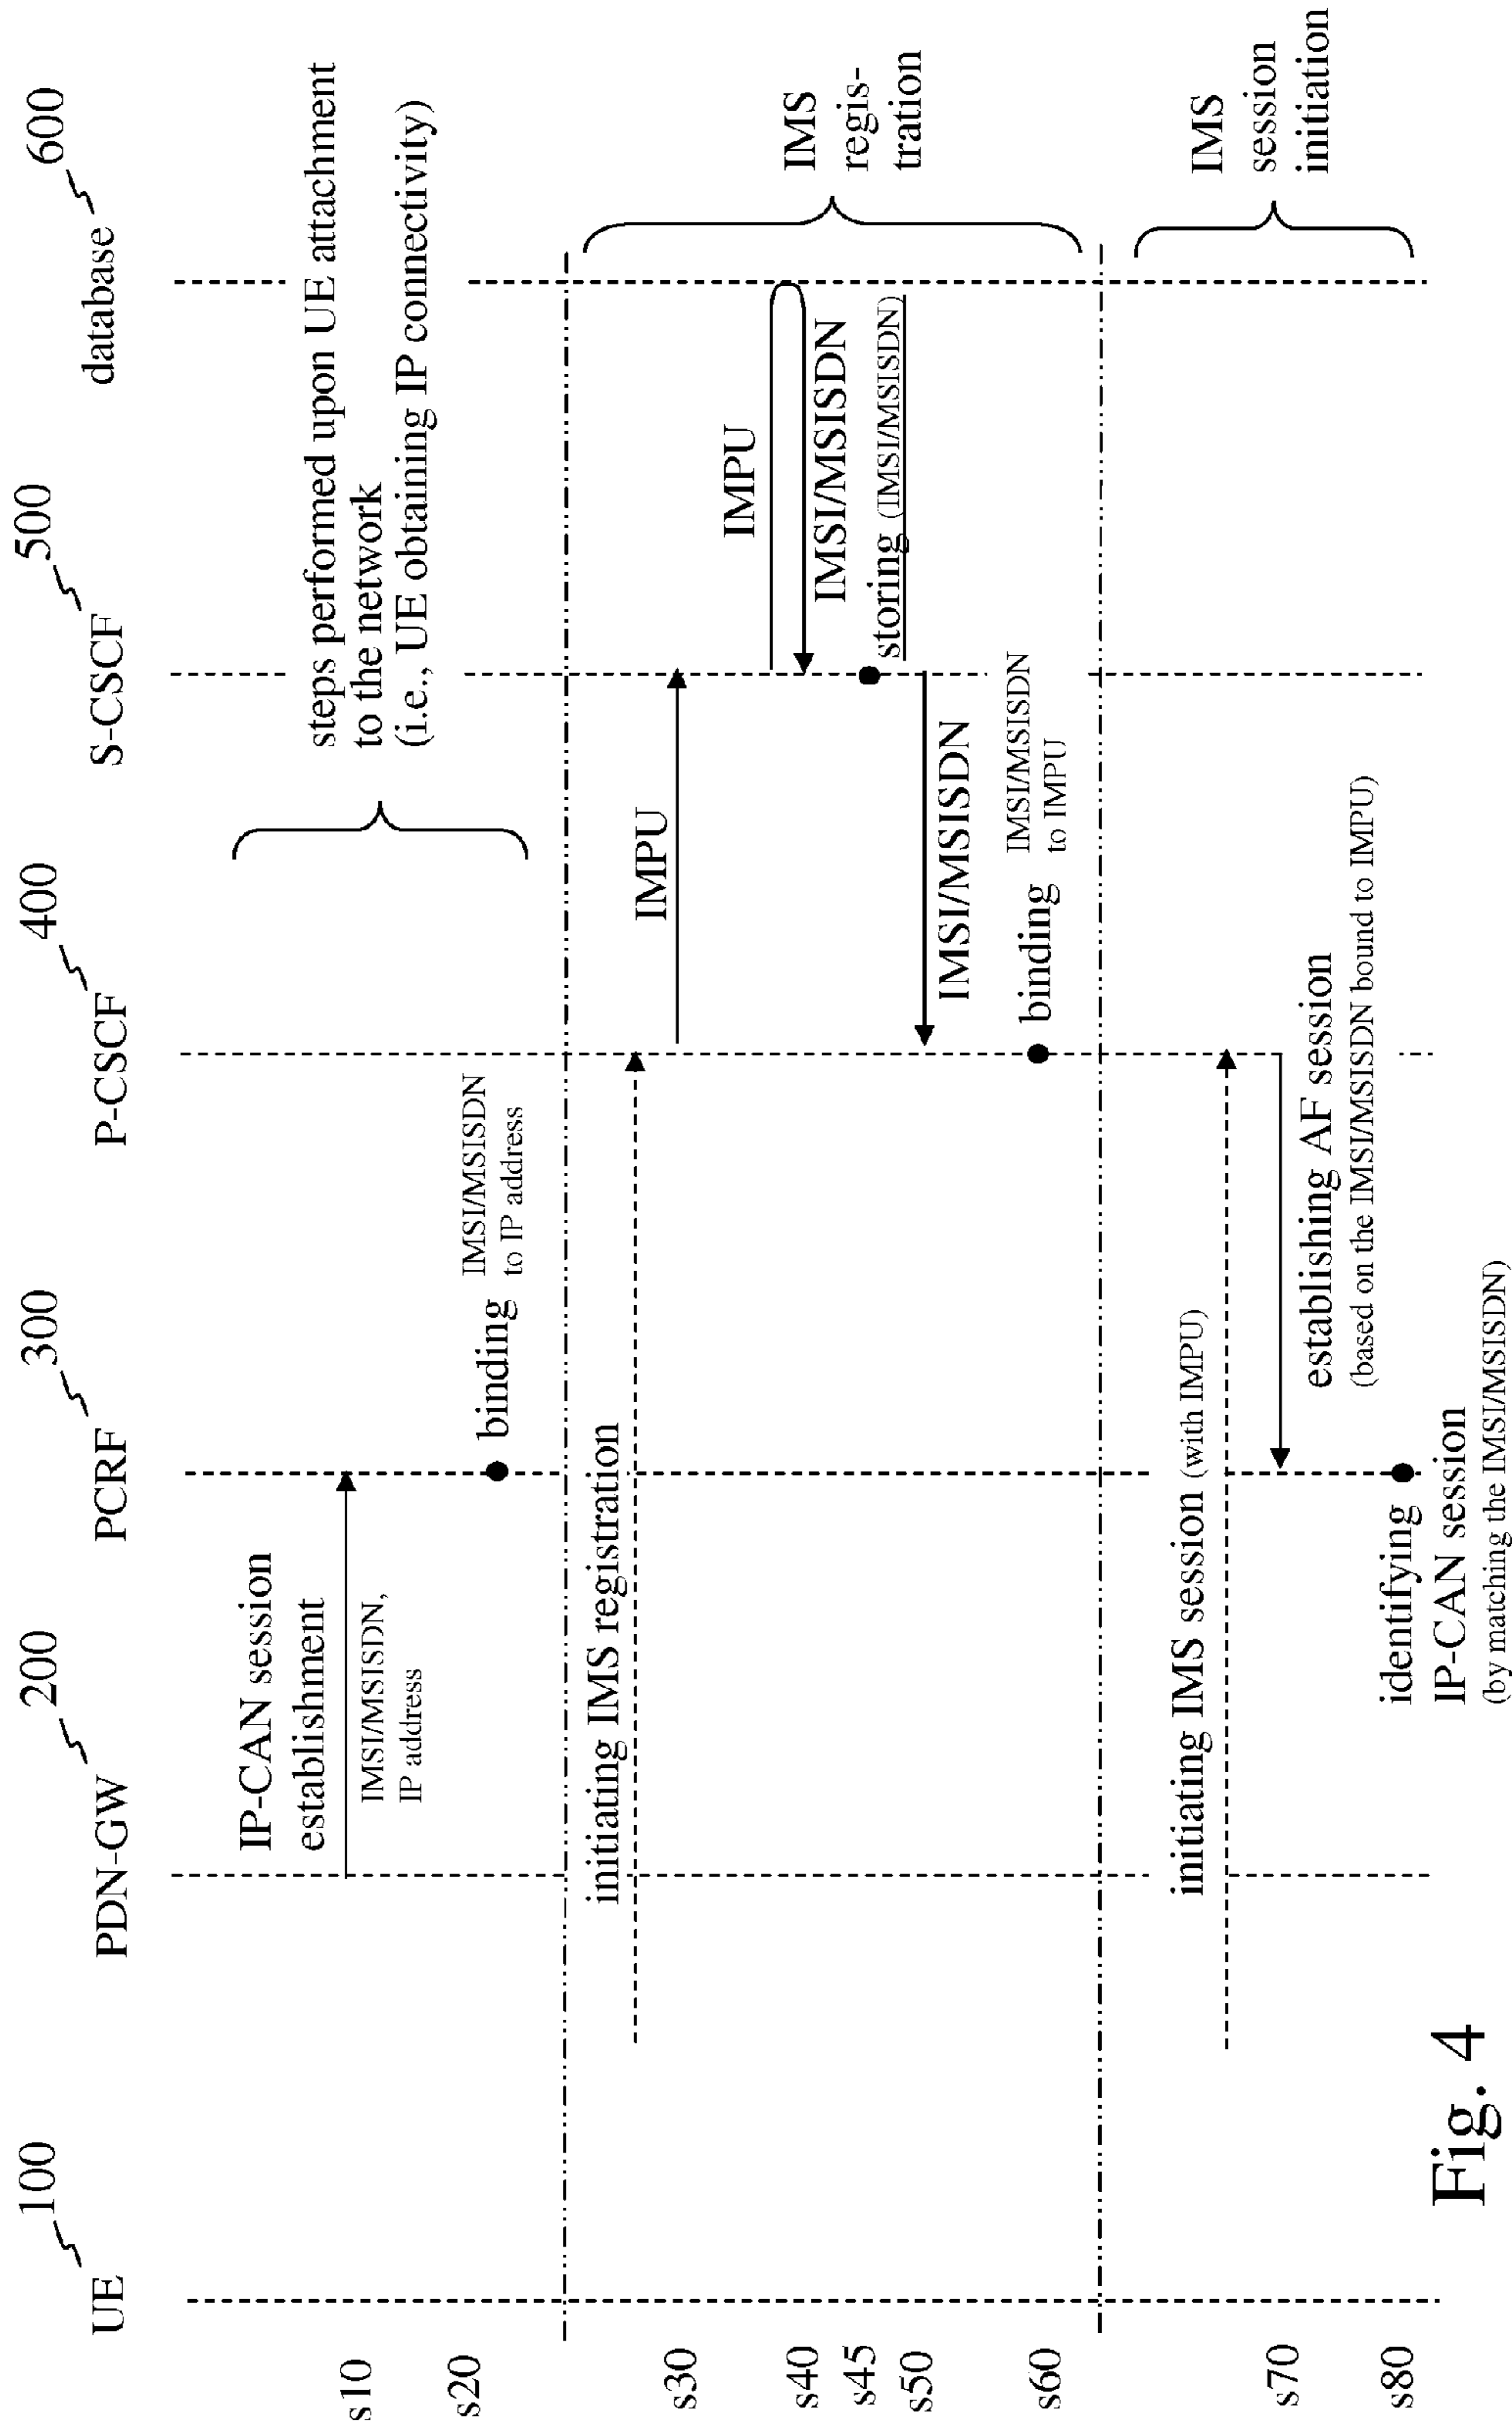 100
200
300
400
500
600
UE
PDN-GW
PCRF
P-CSCF
S-CSCF
database
s10
IP-CAN session
establishment
IMSI/MSISDN,
IP address
steps performed upon UE attachment
to the network
(i.e., UE obtaining IP connectivity)
s20
binding
IMSI/MSISDN
to IP address
initiating IMS registration
s30
IMPU
s40
IMPU
IMSI/MSISDN
s45
storing (IMSI/MSISDN)
s50
IMSI/MSISDN
s60
binding
IMSI/MSISDN
to IMPU
IMS
regis-
tration
initiating IMS session (with IMPU)
s70
establishing AF session
(based on the IMSI/MSISDN bound to IMPU)
s80
identifying
IP-CAN session
(by matching the IMSI/MSISDN)
IMS
session
initiation
Fig. 4